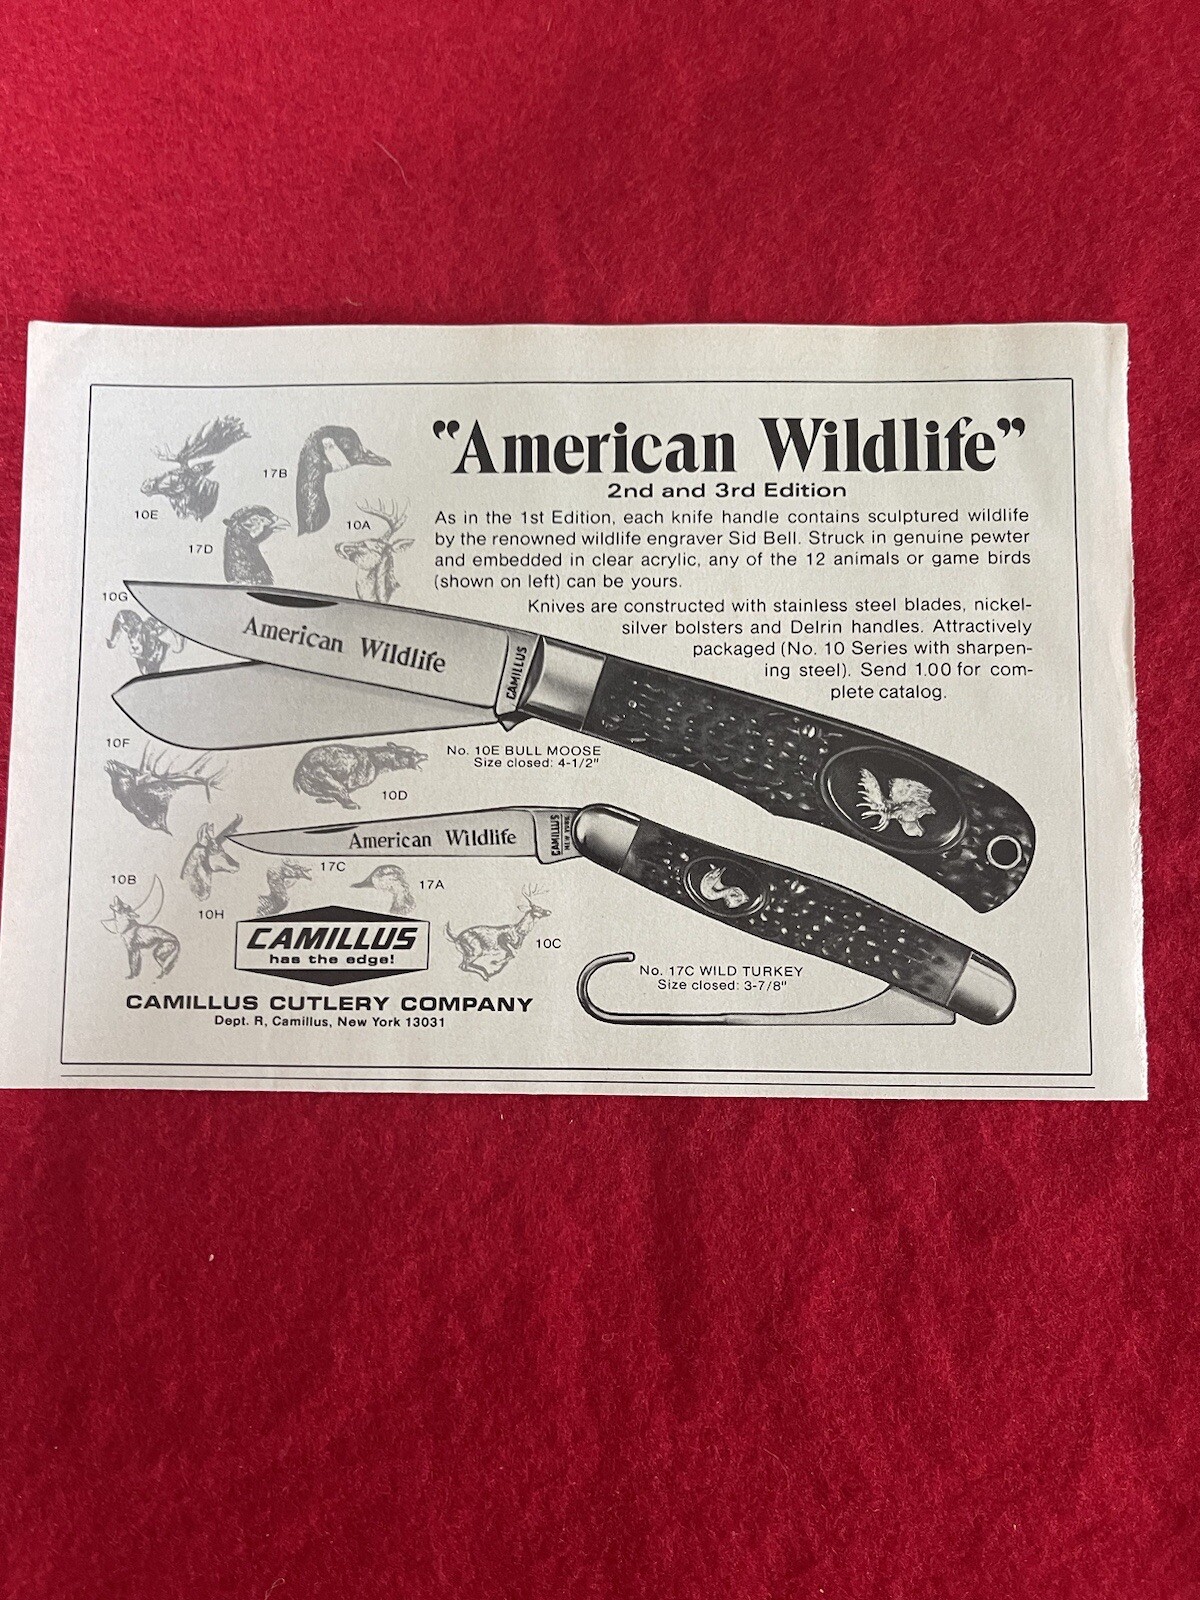 "American Wildlife"
2nd and 3rd Edition
As in the 1st Edition, each knife handle contains sculptured wildlife
by the renowned wildlife engraver Sid Bell. Struck in genuine pewter
and embedded in clear acrylic, any of the 12 animals or game birds
(shown on left) can be yours.
Knives are constructed with stainless steel blades, nickel-
silver bolsters and Delrin handles. Attractively
packaged (No. 10 Series with sharpen-
ing steel). Send 1.00 for com-
plete catalog.
10E
17B
17D
10A
10G
American Wildlife
CAMILLUS
No. 10E BULL MOOSE
Size closed: 4-1/2"
10F
10D
American Wildlife
CAMILLUS
NEW YORK
10B
10H
17C
17A
10C
No. 17C WILD TURKEY
Size closed: 3-7/8"
CAMILLUS
has the edge!
CAMILLUS CUTLERY COMPANY
Dept. R, Camillus, New York 13031